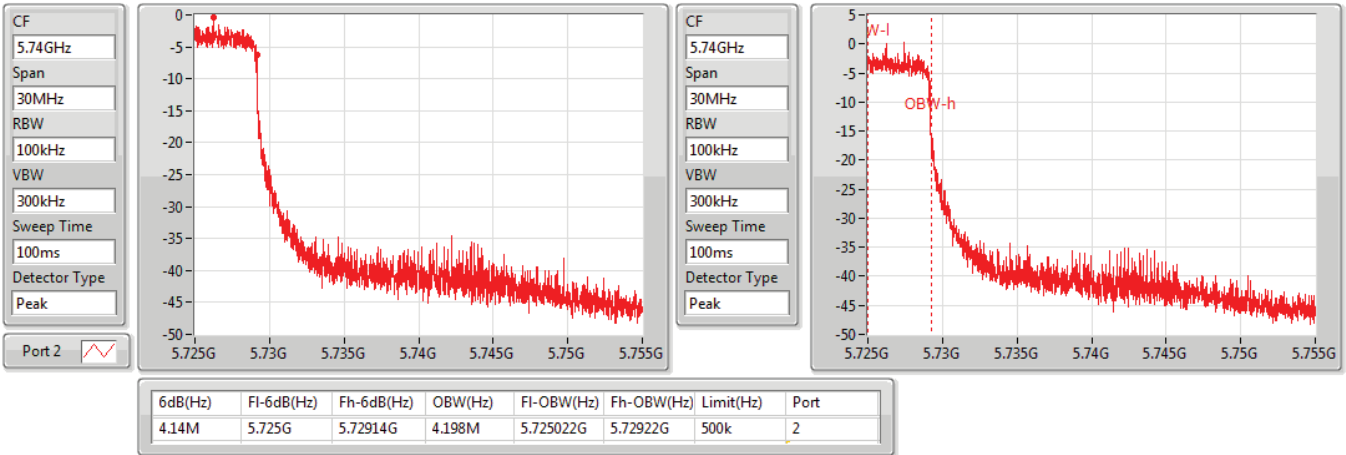 CF
5.74GHz
Span
30MHz
RBW
100kHz
VBW
300kHz
Sweep Time
100ms
Detector Type
Peak
Port 2
0-
-5-
-10-
-15-
-20-
-25-
-30-
-35-
-40-
-45-
-50-
5.725G 5.73G 5.735G 5.74G 5.745G 5.75G 5.755G
CF
5.74GHz
Span
30MHz
RBW
100kHz
VBW
300kHz
Sweep Time
100ms
Detector Type
Peak
5-
0-
-5-
-10-
-15-
-20-
-25-
-30-
-35-
-40-
-45-
-50-
W-l
OBW-h
5.725G 5.73G 5.735G 5.74G 5.745G 5.75G 5.755G
6dB(Hz) Fl-6dB(Hz) Fh-6dB(Hz) OBW(Hz) Fl-OBW(Hz) Fh-OBW(Hz) Limit(Hz) Port
4.14M 5.725G 5.72914G 4.198M 5.725022G 5.72922G 500k 2